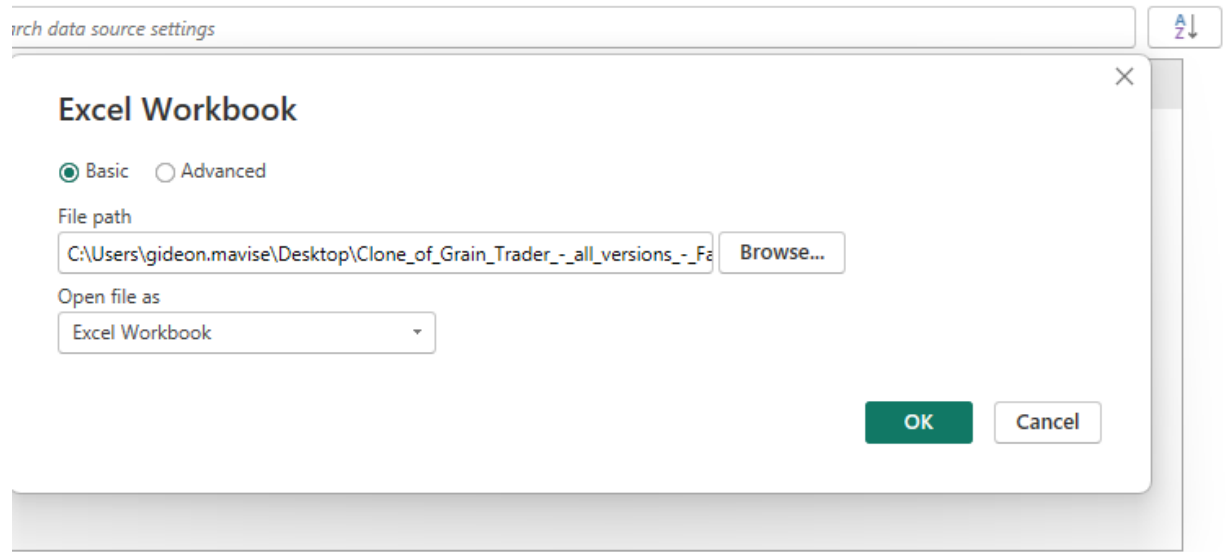 data source settings
A
Z
Excel Workbook
Basic Advanced
File path
C:\Users\gideon.mavise\Desktop\Clone_of_Grain_Trader_-_all_versions_-_Fa Browse...
Open file as
Excel Workbook
OK Cancel